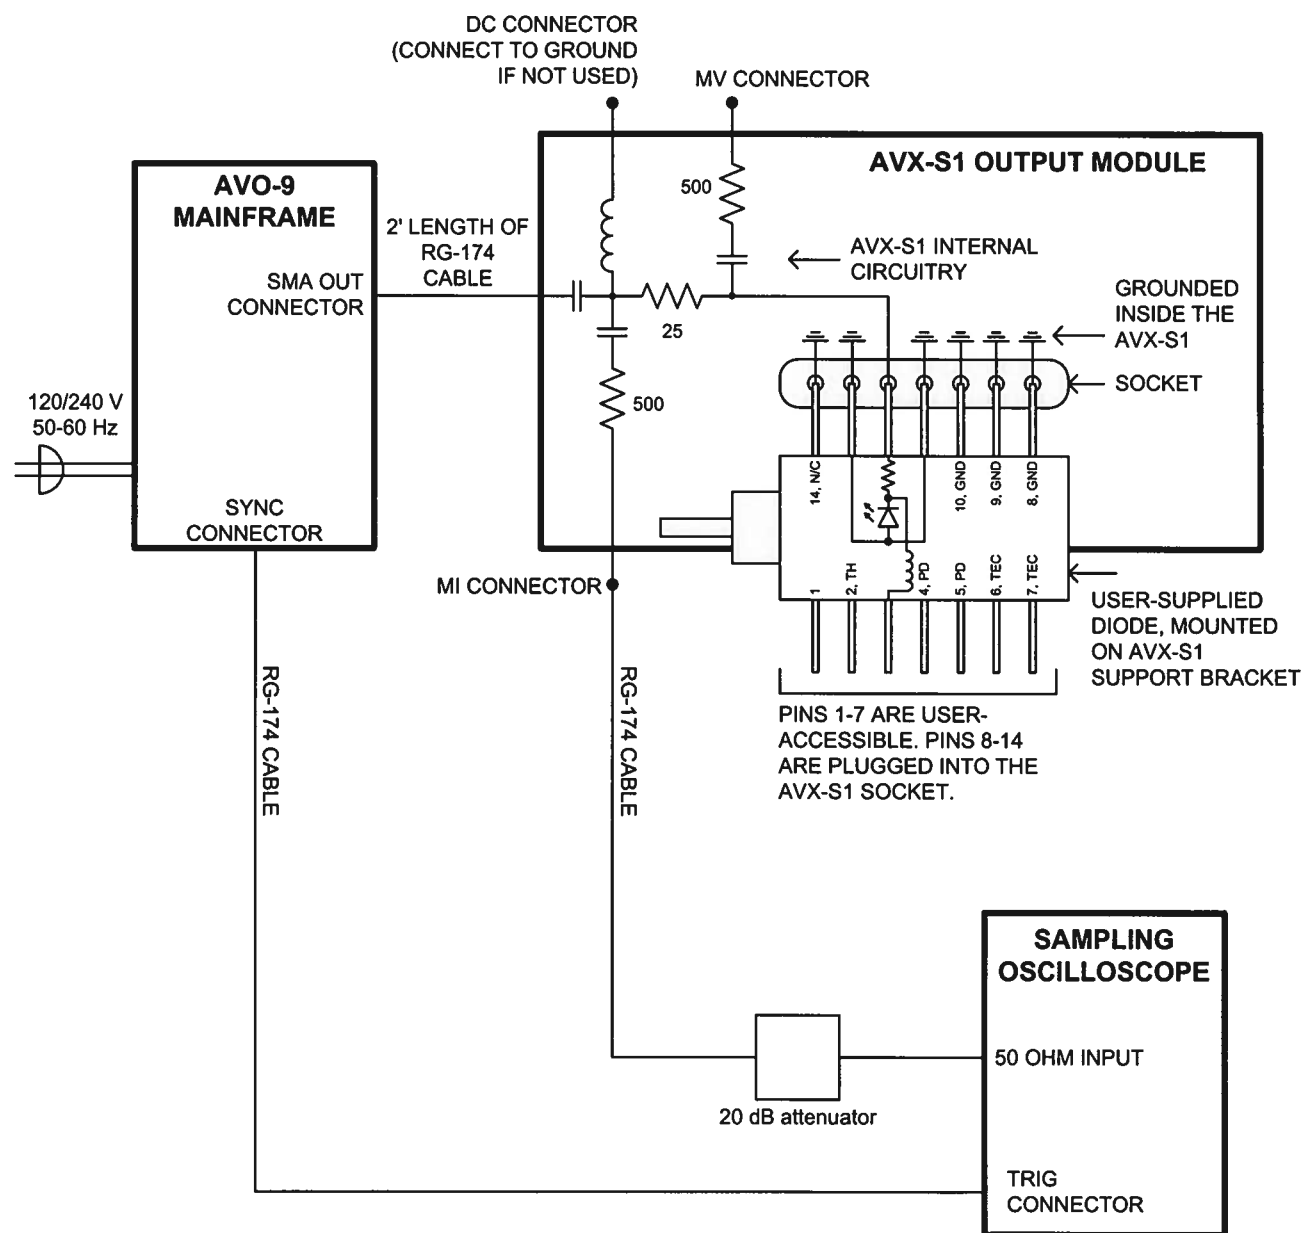 DC CONNECTOR
(CONNECT TO GROUND
IF NOT USED)
MV CONNECTOR
AVX-S1 OUTPUT MODULE
AVO-9
MAINFRAME
500
2' LENGTH OF
RG-174
CABLE
AVX-S1 INTERNAL
CIRCUITRY
SMA OUT
CONNECTOR
25
GROUNDED
INSIDE THE
AVX-S1
SOCKET
500
120/240 V
50-60 Hz
14, N/C
10, GND
9, GND
8, GND
SYNC
CONNECTOR
MI CONNECTOR
1
2, TH
4, PD
5, PD
6, TEC
7, TEC
USER-SUPPLIED
DIODE, MOUNTED
ON AVX-S1
SUPPORT BRACKET
RG-174 CABLE
RG-174 CABLE
PINS 1-7 ARE USER-
ACCESSIBLE. PINS 8-14
ARE PLUGGED INTO THE
AVX-S1 SOCKET.
SAMPLING
OSCILLOSCOPE
50 OHM INPUT
20 dB attenuator
TRIG
CONNECTOR